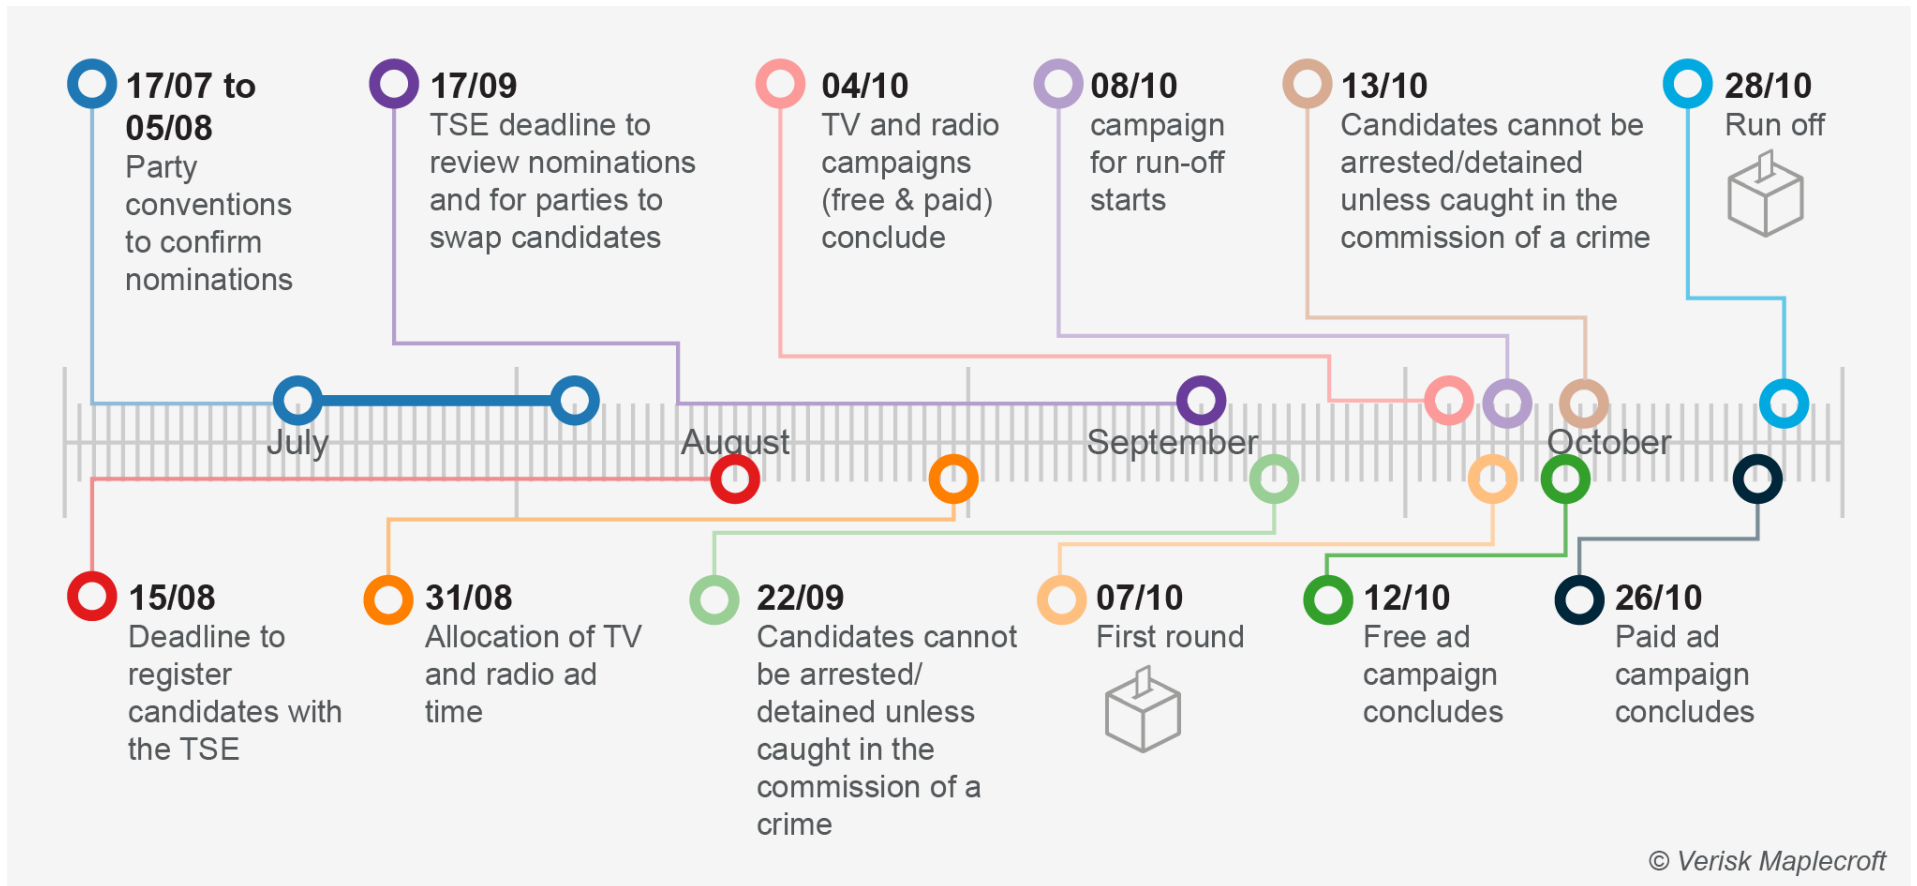 17/07 to
05/08
Party
conventions
to confirm
nominations
17/09
TSE deadline to
review nominations
and for parties to
swap candidates
04/10
TV and radio
campaigns
(free & paid)
conclude
08/10
campaign
for run-off
starts
13/10
Candidates cannot be
arrested/detained
unless caught in the
commission of a crime
28/10
Run off
July
August
September
October
15/08
Deadline to
register
candidates with
the TSE
31/08
Allocation of TV
and radio ad
time
22/09
Candidates cannot
be arrested/
detained unless
caught in the
commission of a
crime
07/10
First round
12/10
Free ad
campaign
concludes
26/10
Paid ad
campaign
concludes
© Verisk Maplecroft